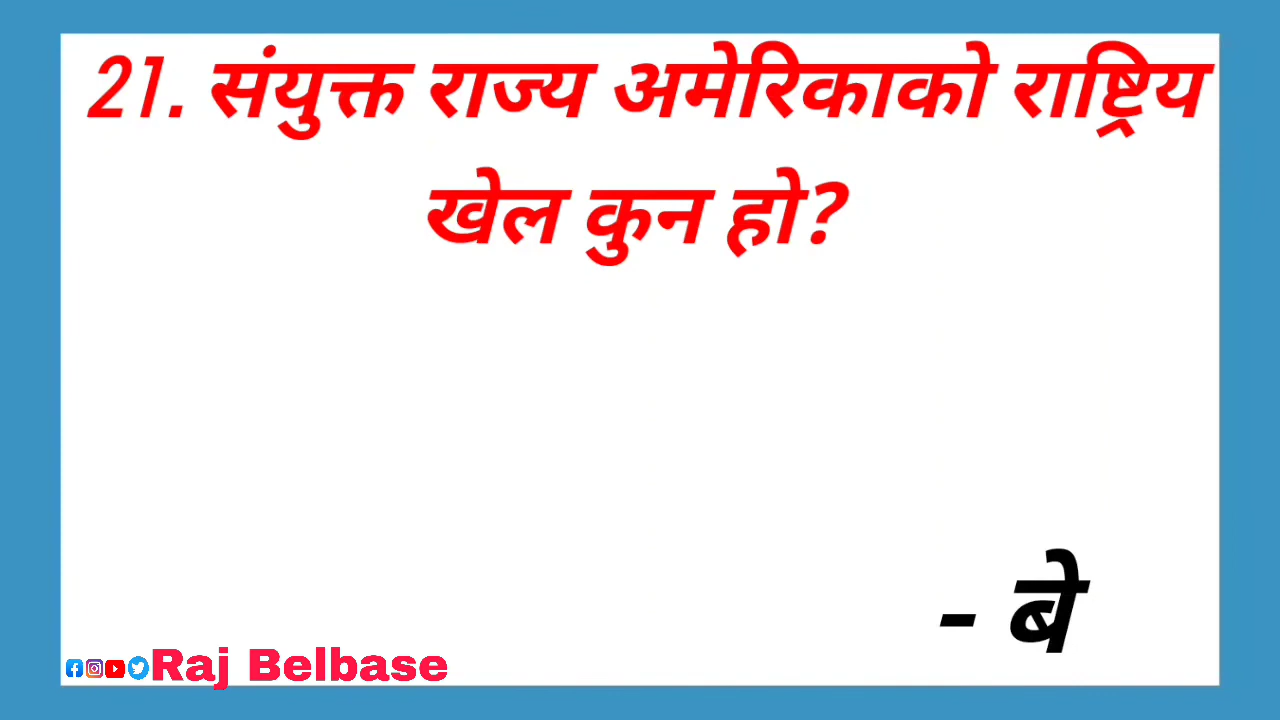 21. संयुक्त राज्य अमेरिकाको राष्ट्रिय
खेल कुन हो?
- बे
Raj Belbase